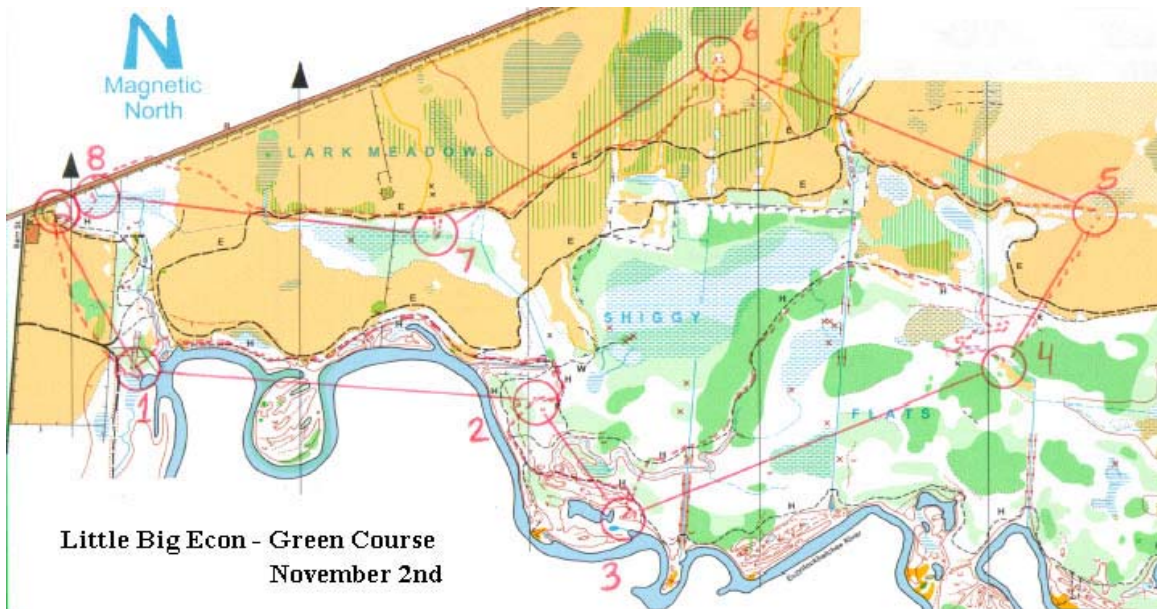 N
Magnetic
North
6
LARK MEADOWS
8
5
7
SHIGGY
4
1
2
FLATS
3
Little Big Econ - Green Course
November 2nd